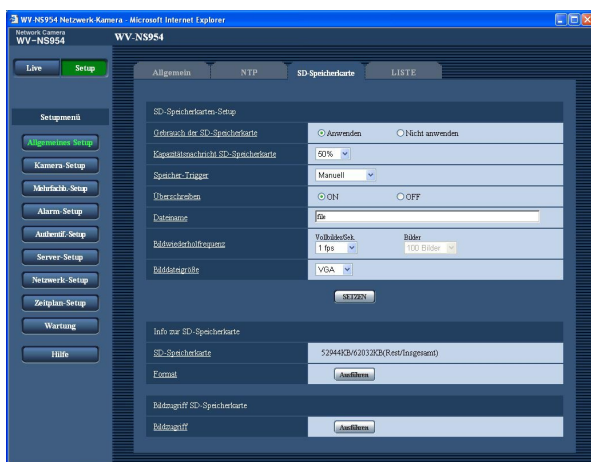 WV-NS954 Netzwerk-Kamera - Microsoft Internet Explorer
Network Camera
WV-NS954
WV-NS954
Live
Setup
Allgemein
NTP
SD-Speicherkarte
LISTE
Setupmenü
Allgemeines Setup
Kamera-Setup
Mehrfachb.-Setup
Alarm-Setup
Authentif.-Setup
Server-Setup
Netzwerk-Setup
Zeitplan-Setup
Wartung
Hilfe
SD-Speicherkarten-Setup
Gebrauch der SD-Speicherkarte
Anwenden
Nicht anwenden
Kapazitätsnachricht SD-Speicherkarte
50%
Speicher-Trigger
Manuell
Überschreiben
ON
OFF
Dateiname
file
Bildwiederholfrequenz
Vollbilder/Sek.
Bilder
1 fps
100 Bilder
Bilddateigröße
VGA
SETZEN
Info zur SD-Speicherkarte
SD-Speicherkarte
52944KB/62032KB(Rest/Insgesamt)
Format
Ausführen
Bildzugriff SD-Speicherkarte
Bildzugriff
Ausführen